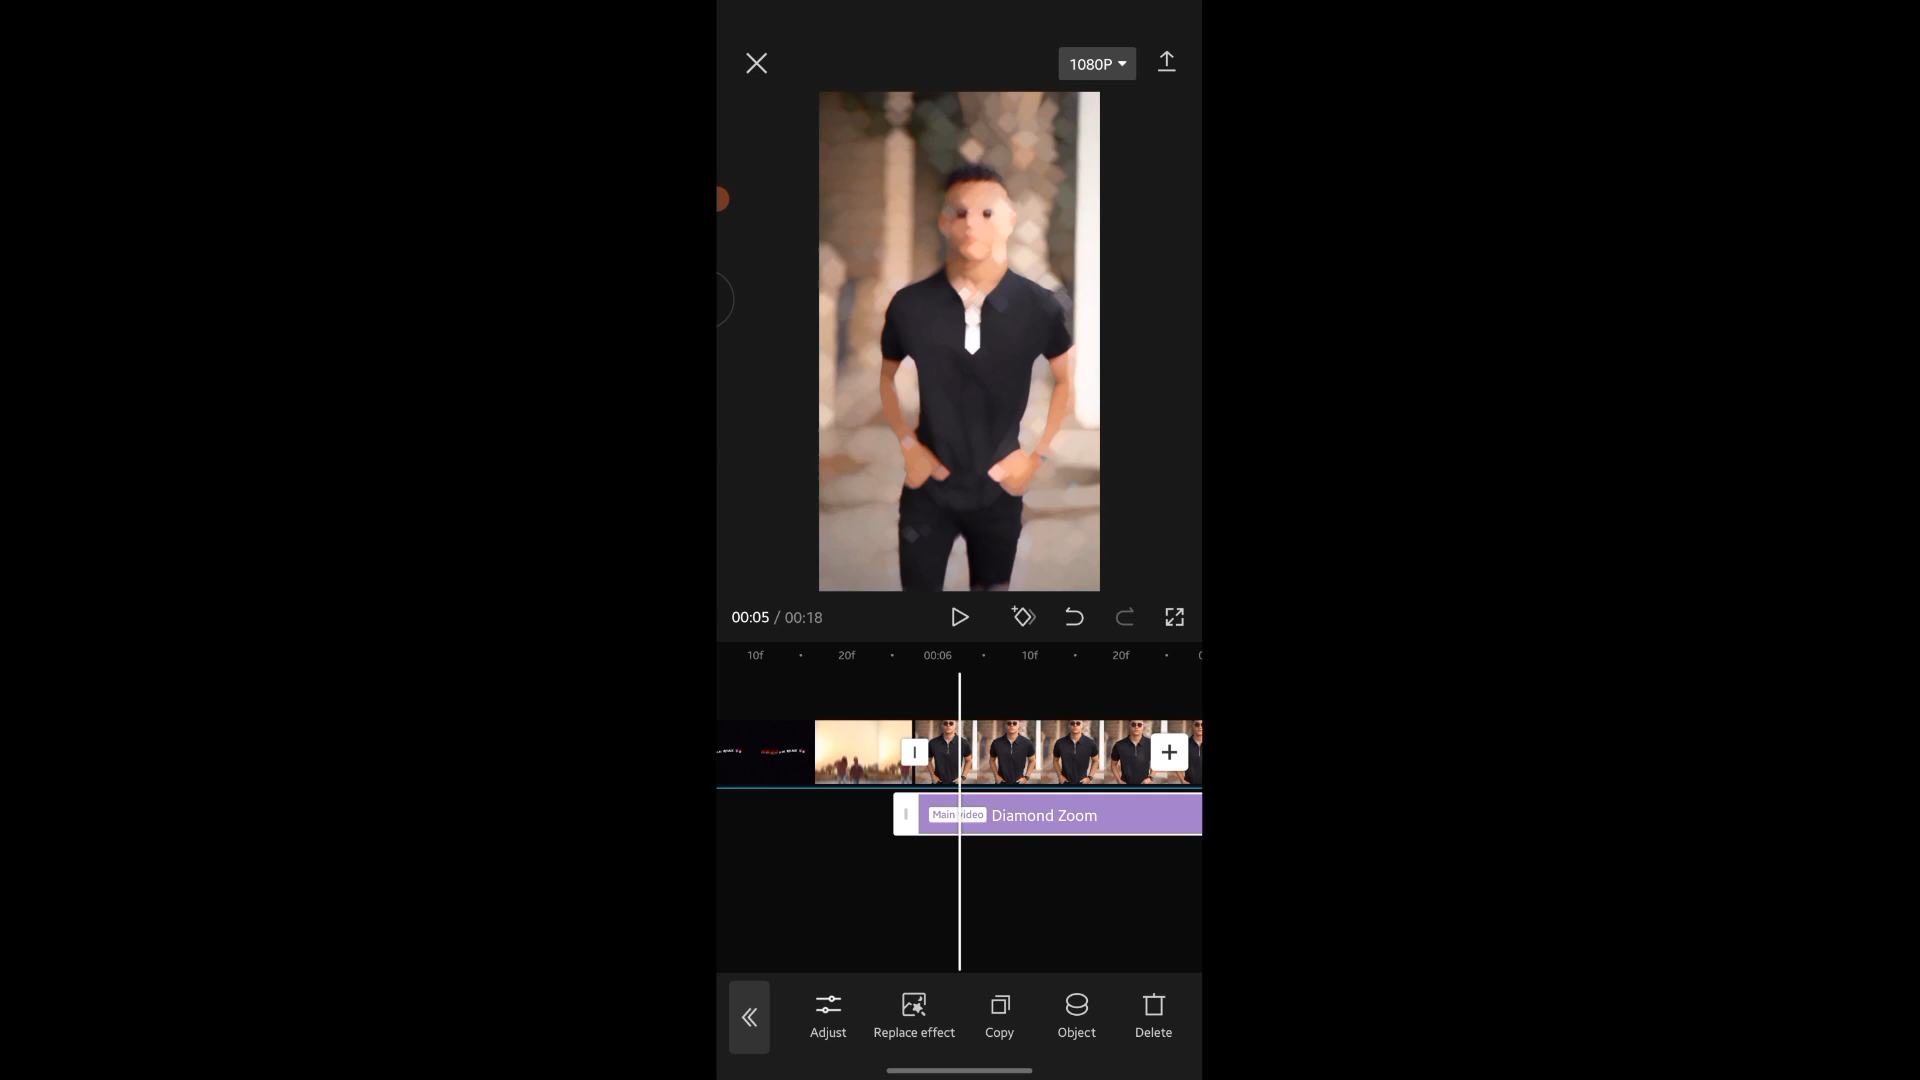 1080P
00:05 / 00:18
10f 20f 00:06 10f 20f
Main video Diamond Zoom
Adjust Replace effect Copy Object Delete